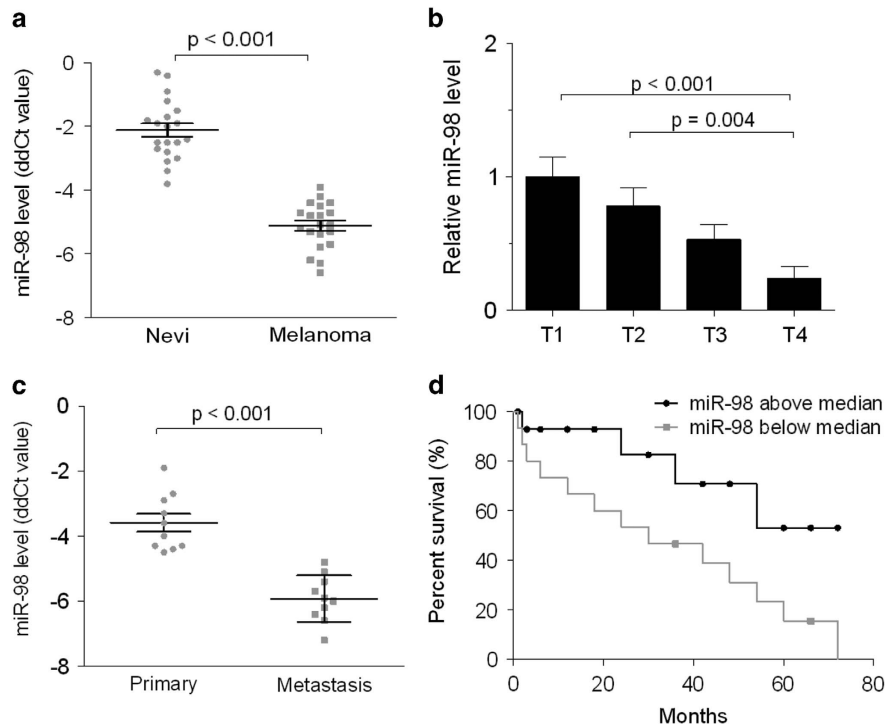 a
p < 0.001
miR-98 level (ddCt value)
0
-2
-4
-6
-8
Nevi Melanoma
b
Relative miR-98 level
2
1
0
p < 0.001
p = 0.004
T1 T2 T3 T4
c
p < 0.001
miR-98 level (ddCt value)
0
-2
-4
-6
-8
Primary Metastasis
d
miR-98 above median
miR-98 below median
Percent survival (%)
100
80
60
40
20
0
0 20 40 60 80
Months